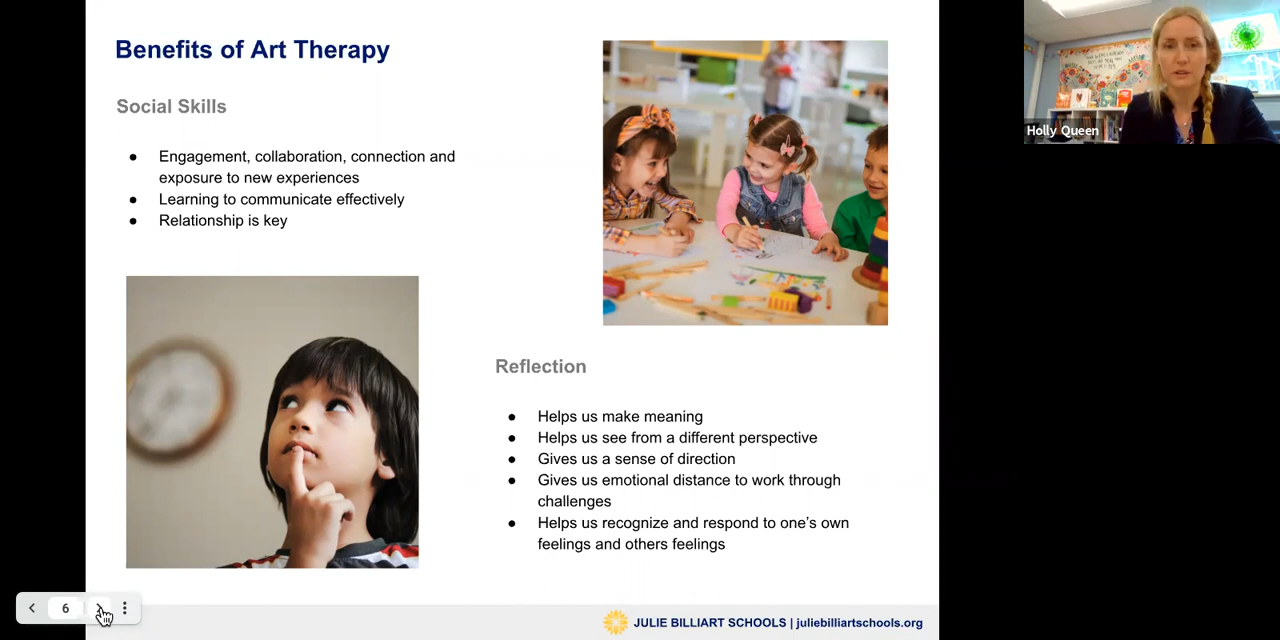 Benefits of Art Therapy
Social Skills
● Engagement, collaboration, connection and
exposure to new experiences
● Learning to communicate effectively
● Relationship is key
Reflection
● Helps us make meaning
● Helps us see from a different perspective
● Gives us a sense of direction
● Gives us emotional distance to work through
challenges
● Helps us recognize and respond to one’s own
feelings and others feelings
6
JULIE BILLIART SCHOOLS | juliebilliartschools.org
Holly Queen